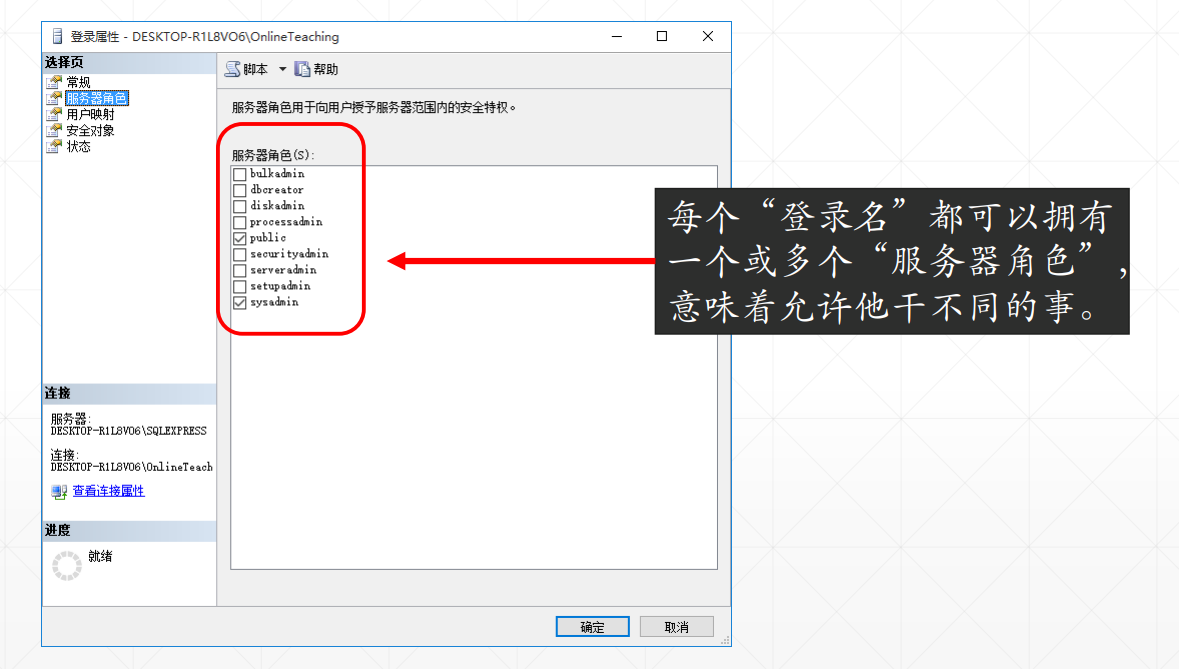 登录属性 - DESKTOP-R1L8VO6\OnlineTeaching
选择页
常规
服务器角色
用户映射
安全对象
状态
脚本
帮助
服务器角色用于向用户授予服务器范围内的安全特权。
服务器角色(S):
bulkadmin
dbcreator
diskadmin
processadmin
public
securityadmin
serveradmin
setupadmin
sysadmin
每个“登录名”都可以拥有
一个或多个“服务器角色”,
意味着允许他干不同的事。
连接
服务器:
DESKTOP-R1L8VO6\SQLEXPRESS
连接:
DESKTOP-R1L8VO6\OnlineTeach
查看连接属性
进度
就绪
确定
取消